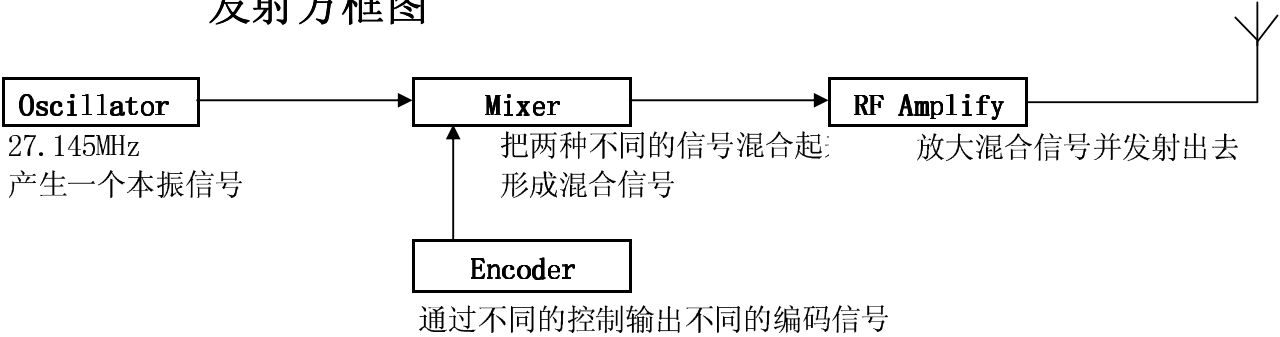 发射方框图
Oscillator
27.145MHz
产生一个本振信号
Mixer
把两种不同的信号混合起
形成混合信号
RF Amplify
放大混合信号并发射出去
Encoder
通过不同的控制输出不同的编码信号